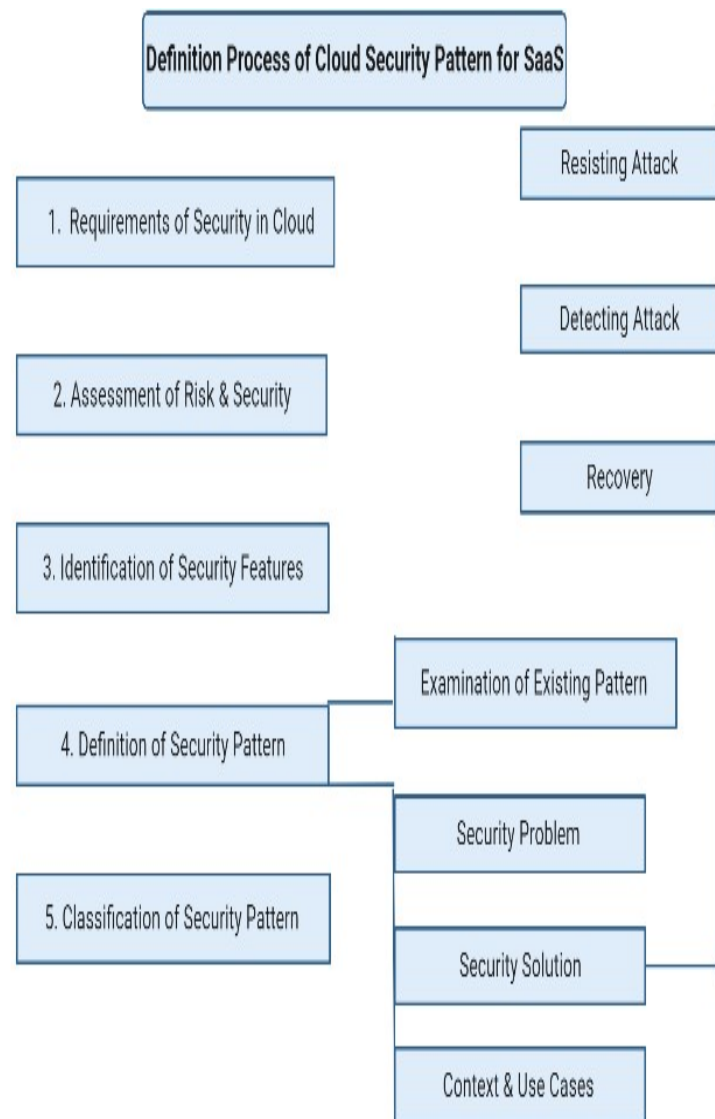 Definition Process of Cloud Security Pattern for SaaS
Resisting Attack
1. Requirements of Security in Cloud
Detecting Attack
2. Assessment of Risk & Security
Recovery
3. Identification of Security Features
Examination of Existing Pattern
4. Definition of Security Pattern
Security Problem
5. Classification of Security Pattern
Security Solution
Context & Use Cases